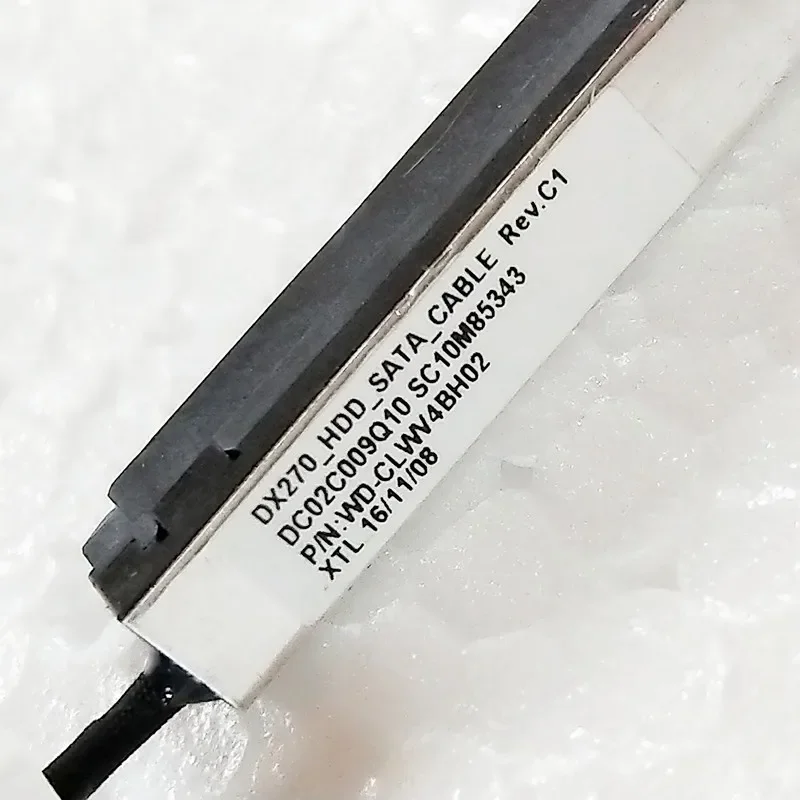 DX270_HDD_SATA_CABLE Rev.C1
DC02C009Q10 SC10M85343
P/N:WD-CLWV4BH02
XTL 16/11/08